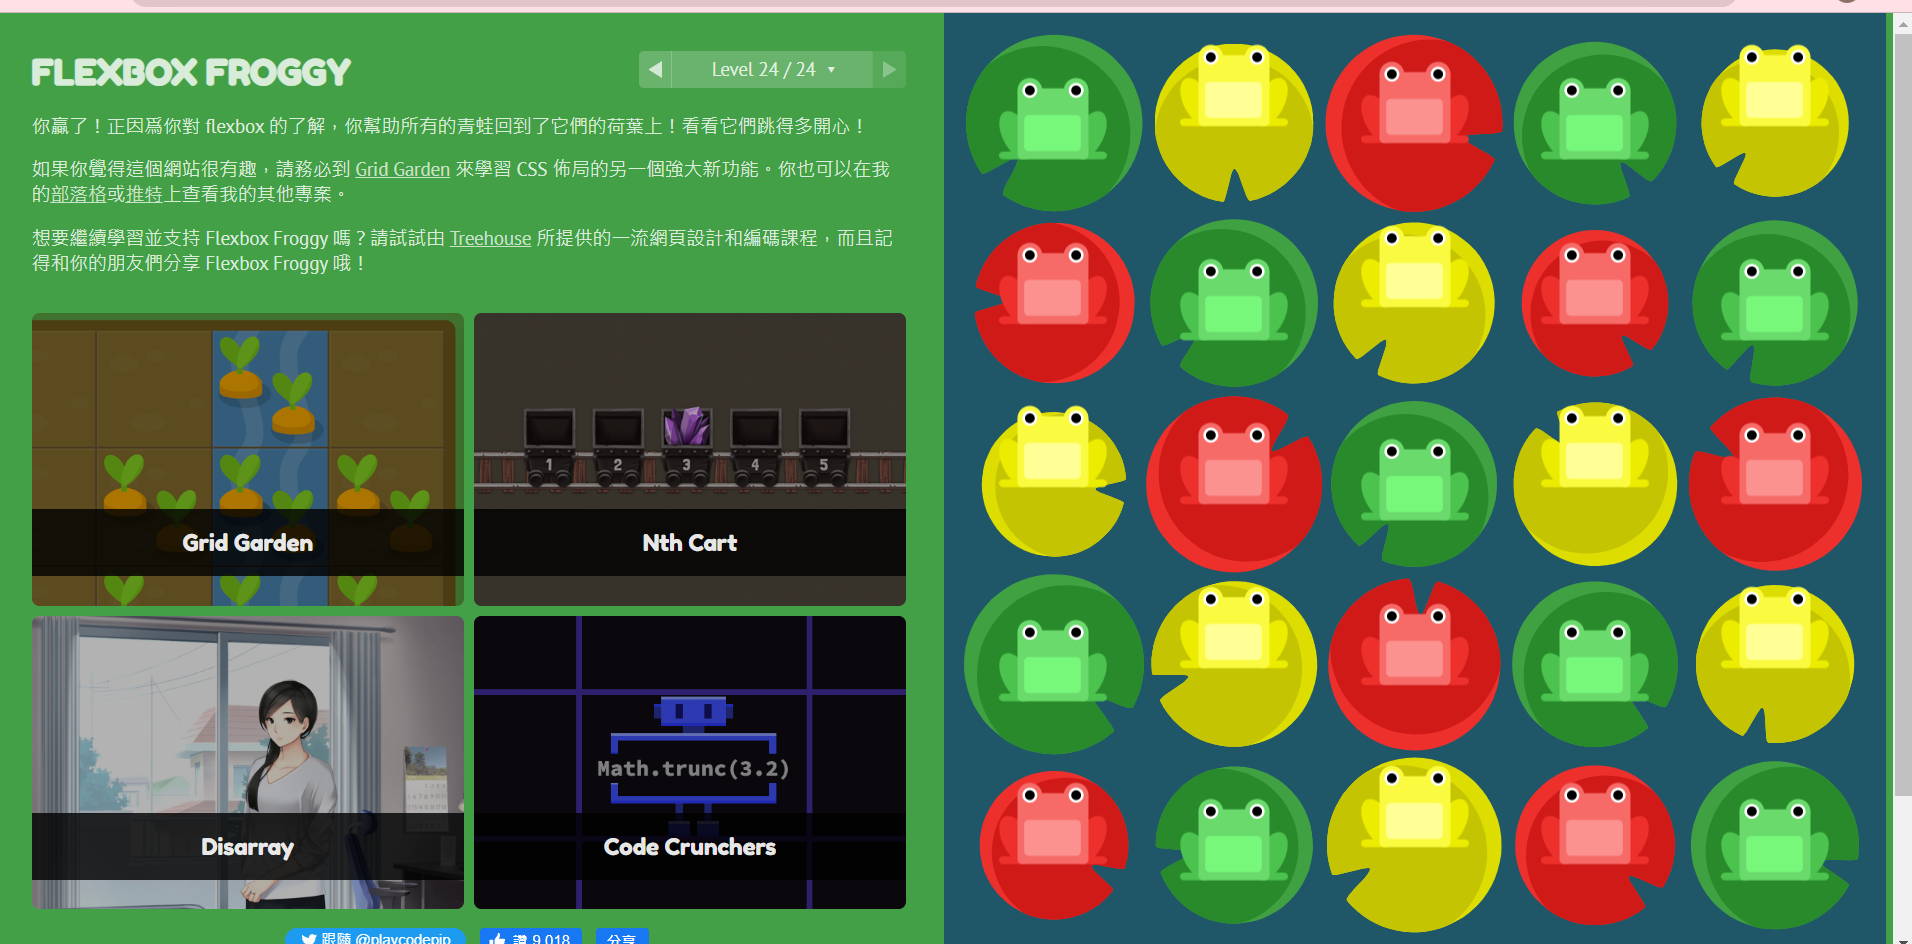 FLEXBOX FROGGY
Level 24 / 24
你贏了！正因爲你對 flexbox 的了解，你幫助所有的青蛙回到了它們的荷葉上！看看它們跳得多開心！
如果你覺得這個網站很有趣，請務必到 Grid Garden 來學習 CSS 佈局的另一個強大新功能。你也可以在我
的部落格或推特上查看我的其他專案。
想要繼續學習並支持 Flexbox Froggy 嗎？請試試由 Treehouse 所提供的一流網頁設計和編碼課程，而且記
得和你的朋友們分享 Flexbox Froggy 哦！
1 2 3 4 5
Grid Garden
Nth Cart
Math.trunc(3.2)
Disarray
Code Crunchers
跟隨 @playcodepip
讚 9,018
分享